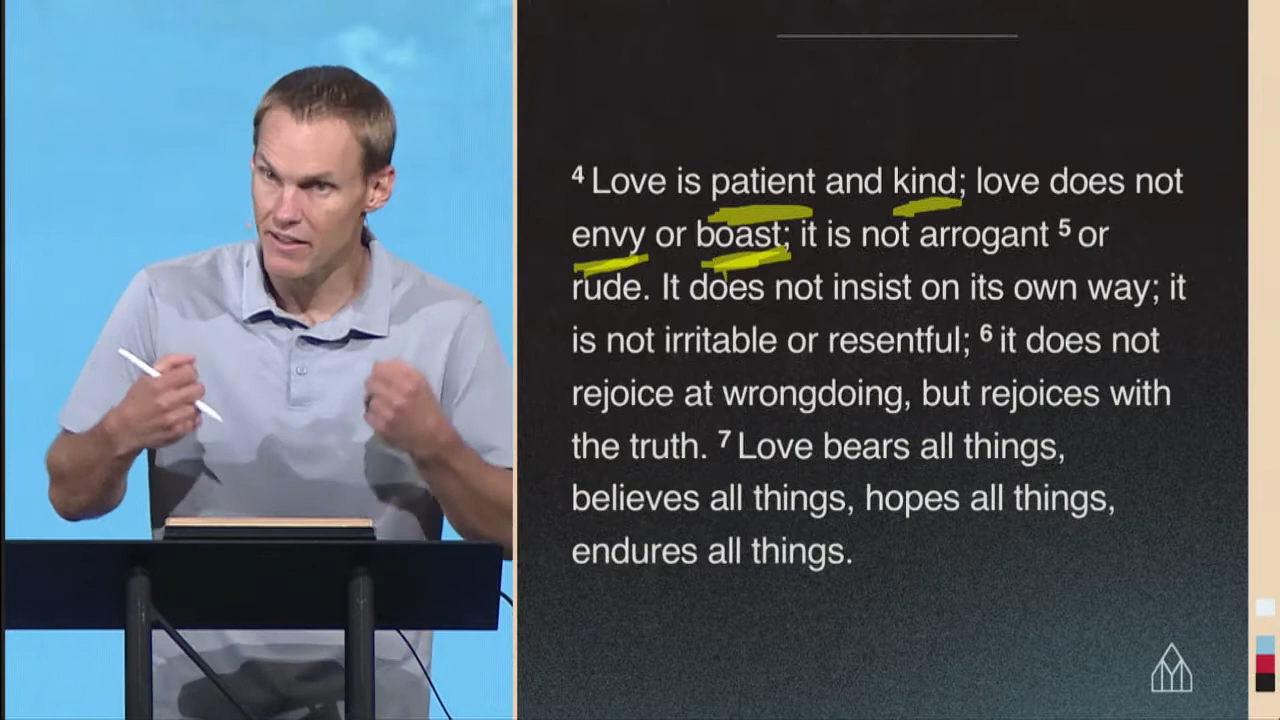 ⁴ Love is patient and kind; love does not
envy or boast; it is not arrogant ⁵ or
rude. It does not insist on its own way; it
is not irritable or resentful; ⁶ it does not
rejoice at wrongdoing, but rejoices with
the truth. ⁷ Love bears all things,
believes all things, hopes all things,
endures all things.